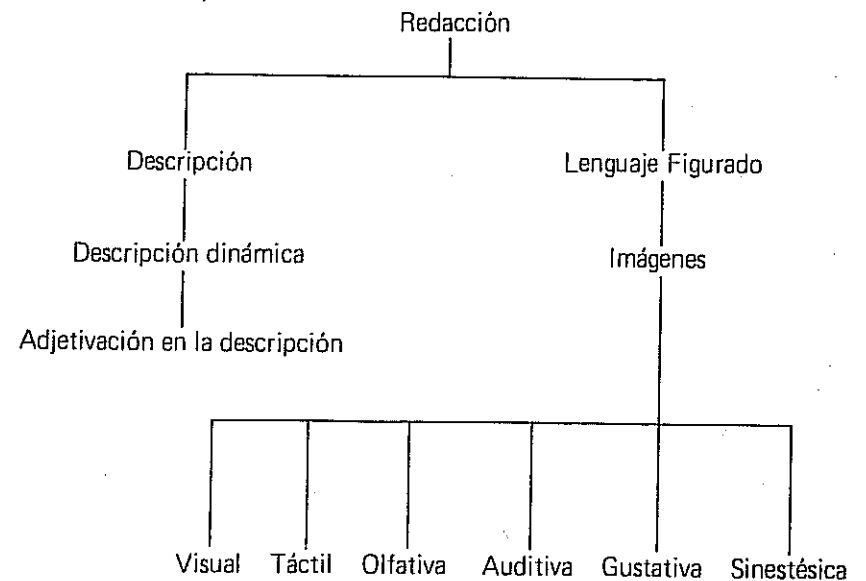 Redacción
Descripción
Lenguaje Figurado
Descripción dinámica
Imágenes
Adjetivación en la descripción
Visual Táctil Olfativa Auditiva Gustativa Sinestésica